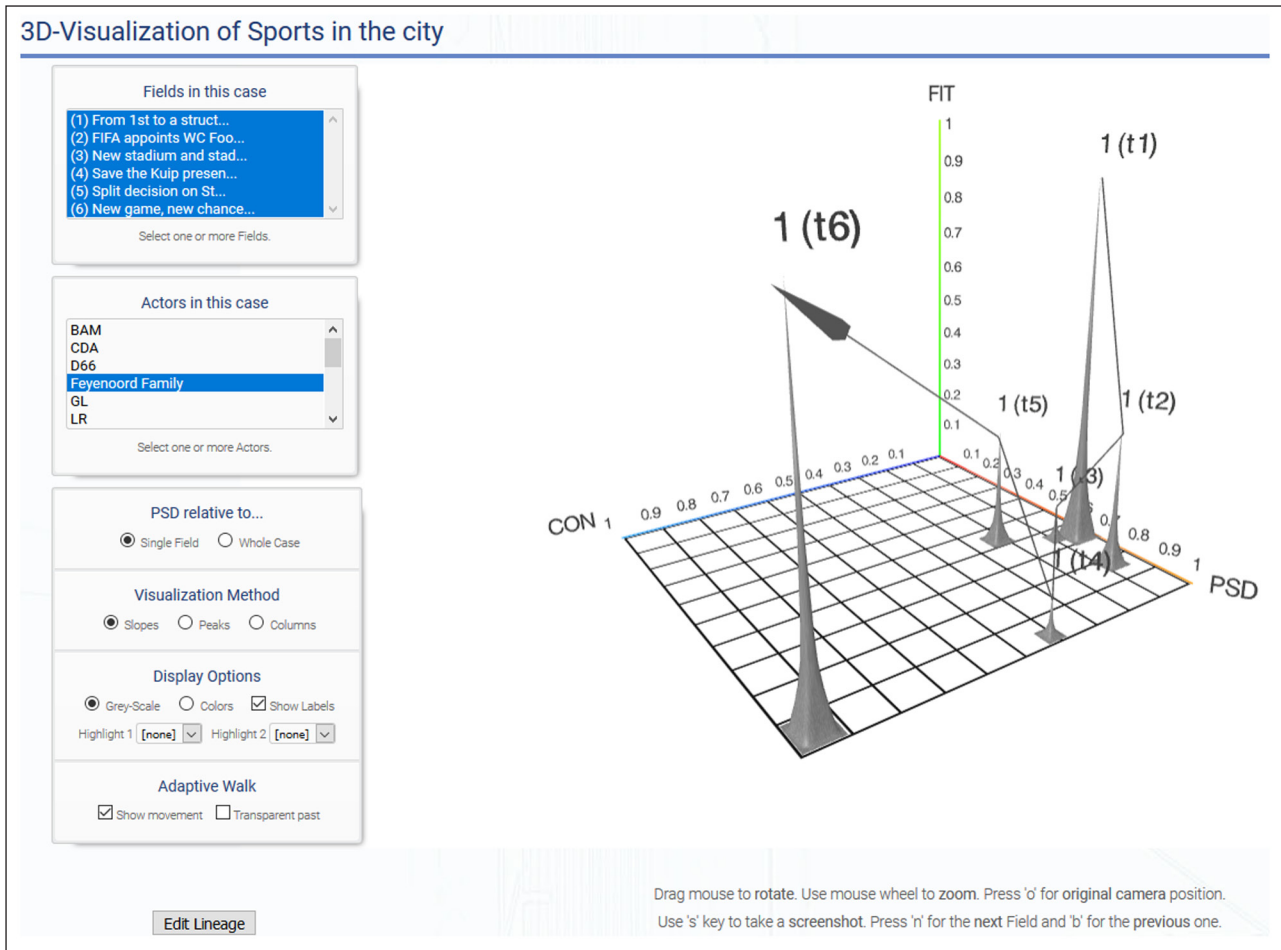 3D-Visualization of Sports in the city
Fields in this case
(1) From 1st to a struct...
(2) FIFA appoints WC Foo...
(3) New stadium and stad...
(4) Save the Kuip presen...
(5) Split decision on St...
(6) New game, new chance...
Select one or more Fields.
Actors in this case
BAM
CDA
D66
Feyenoord Family
GL
LR
Select one or more Actors.
PSD relative to...
Single Field Whole Case
Visualization Method
Slopes Peaks Columns
Display Options
Grey-Scale Colors Show Labels
Highlight 1 [none] Highlight 2 [none]
Adaptive Walk
Show movement Transparent past
Edit Lineage
FIT
1
0.9
0.8
0.7
0.6
0.5
0.4
0.3
0.2
0.1
1 (t1)
1 (t6)
1 (t5)
1 (t2)
1 (t4)
CON 1 0.9 0.8 0.7 0.6 0.5 0.4 0.3 0.2 0.1
0.1 0.2 0.3 0.4 0.8 0.9 1
PSD
Drag mouse to rotate. Use mouse wheel to zoom. Press 'o' for original camera position.
Use 's' key to take a screenshot. Press 'n' for the next Field and 'b' for the previous one.